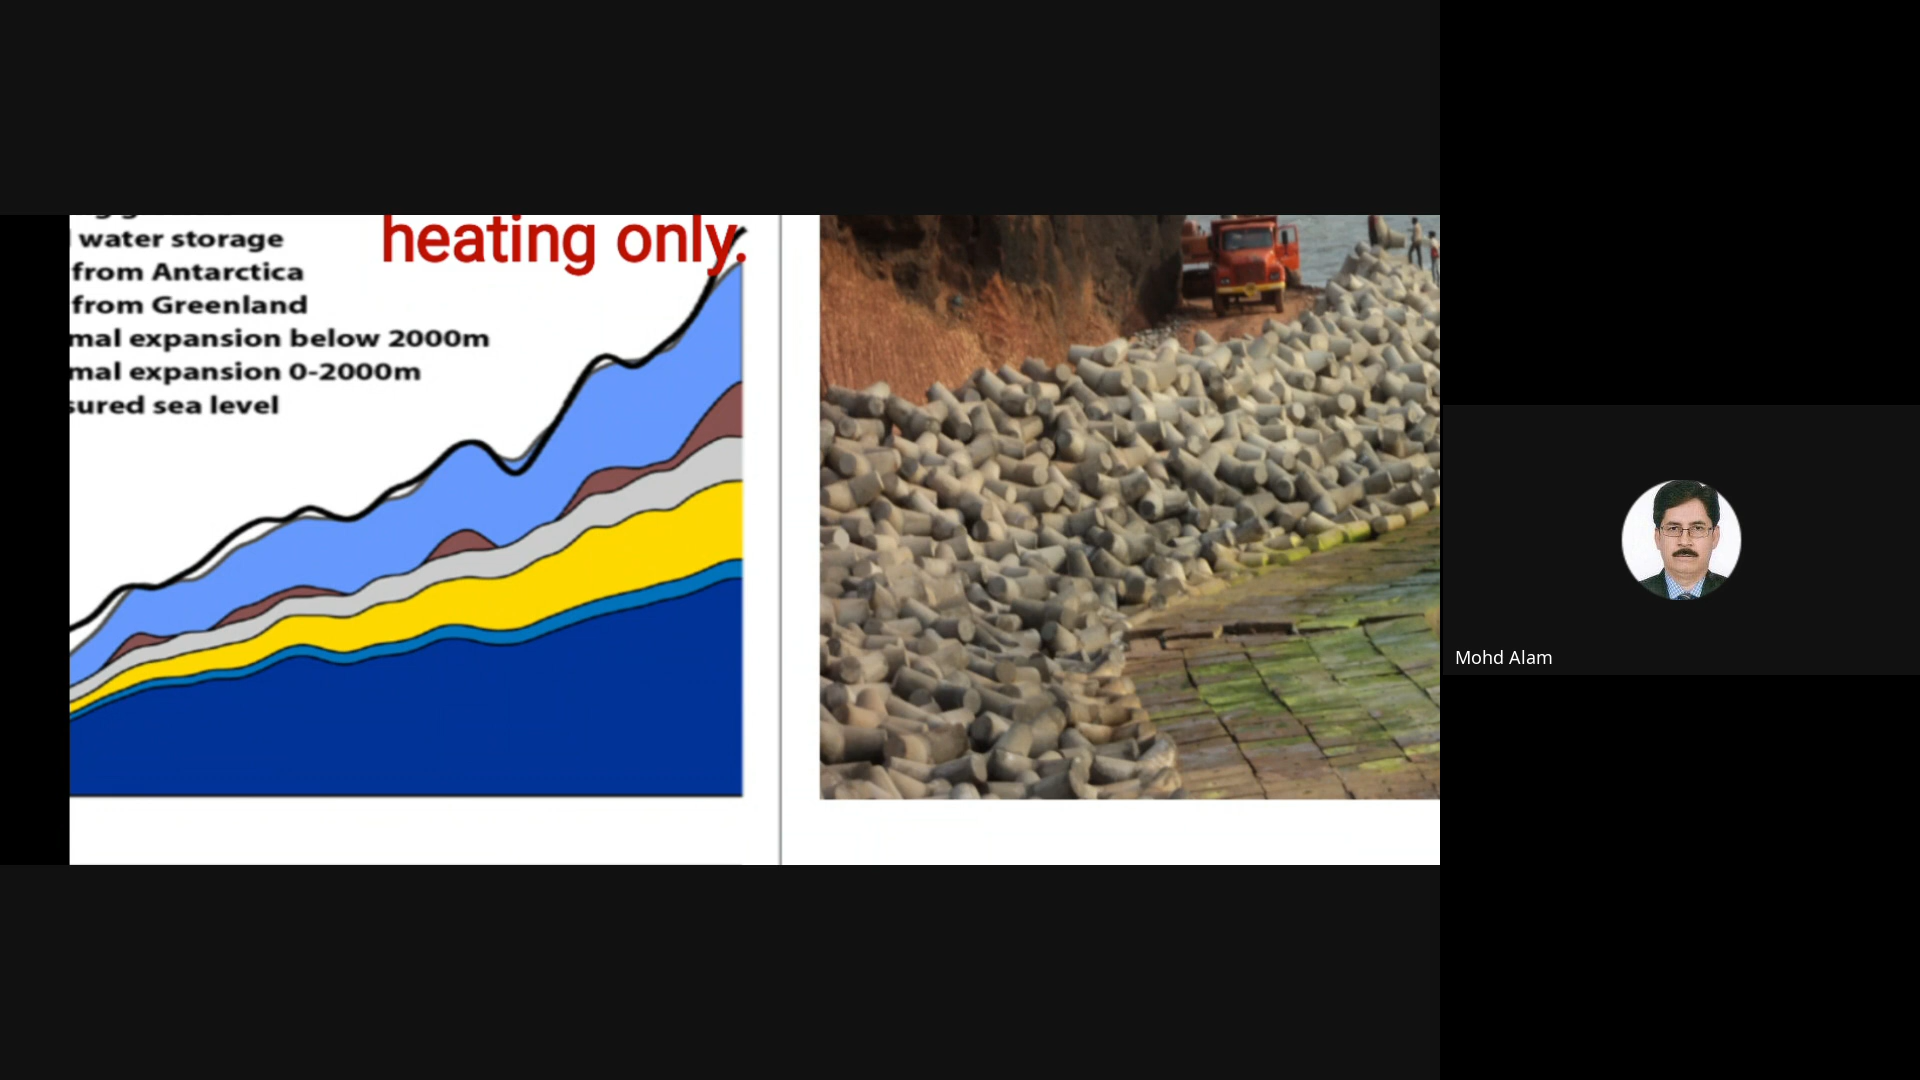 heating only.
water storage
from Antarctica
from Greenland
mal expansion below 2000m
mal expansion 0-2000m
sured sea level
Mohd Alam